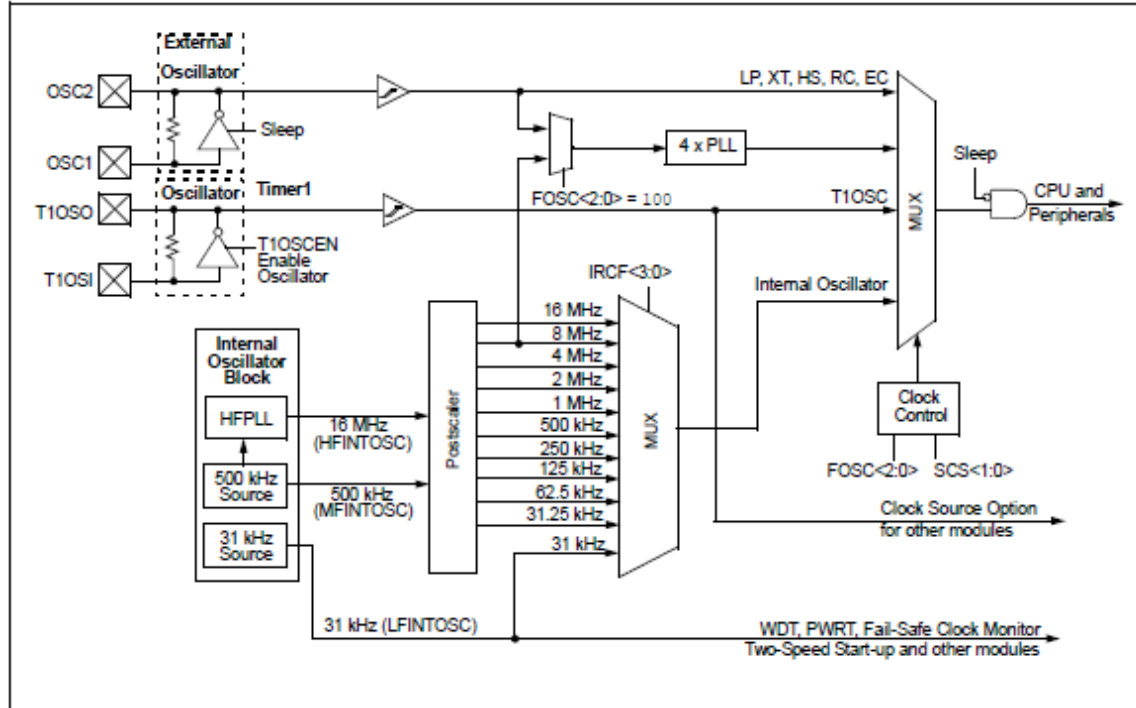 External
Oscillator
OSC2
Sleep
OSC1
LP, XT, HS, RC, EC
4 x PLL
FOSC<2:0> = 100
Sleep
CPU and
Peripherals
MUX
Oscillator
Timer1
T1OSO
T1OSC
T1OSCEN
Enable
Oscillator
T1OSI
IRCF<3:0>
Internal Oscillator
Internal
Oscillator
Block
HFPLL
500 kHz
Source
31 kHz
Source
16 MHz
(HFINTOSC)
500 kHz
(MFINTOSC)
Postscaler
16 MHz
8 MHz
4 MHz
2 MHz
1 MHz
500 kHz
250 kHz
125 kHz
62.5 kHz
31.25 kHz
31 kHz
MUX
Clock
Control
FOSC<2:0>
SCS<1:0>
Clock Source Option
for other modules
31 kHz (LFINTOSC)
WDT, PWRT, Fail-Safe Clock Monitor
Two-Speed Start-up and other modules